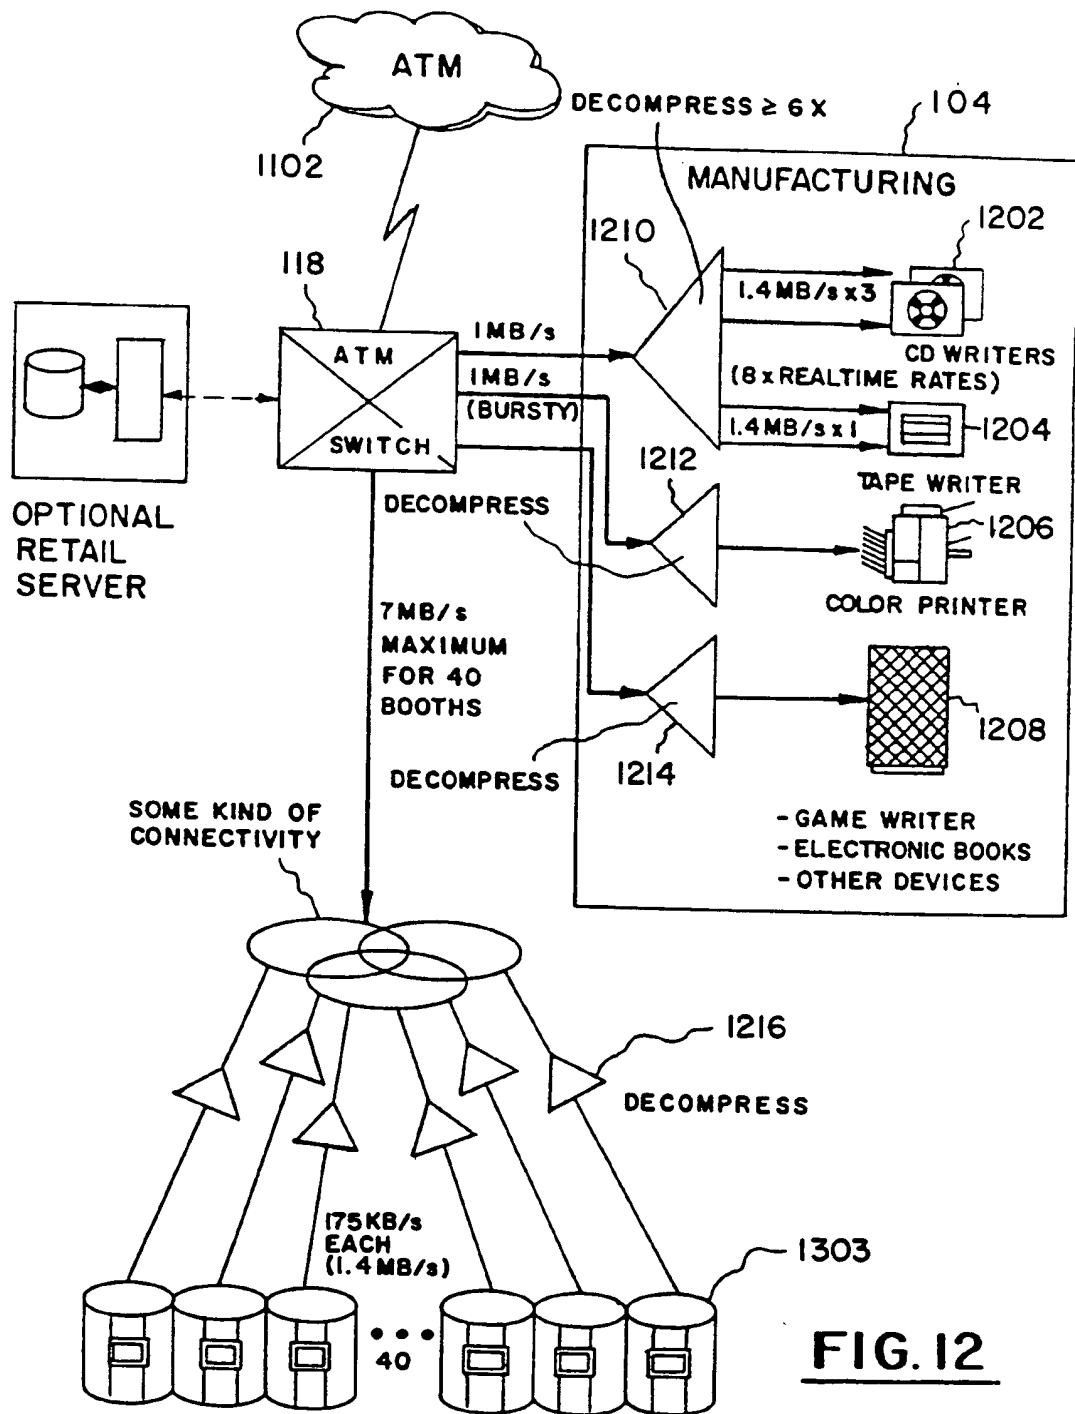 ATM
1102
DECOMPRESS ≥ 6X
104
MANUFACTURING
1210
1202
118
1.4MB/s x 3
ATM
SWITCH
1MB/s
1MB/s
(BURSTY)
CD WRITERS
(8 x REALTIME RATES)
1.4MB/s x 1
1204
TAPE WRITER
1212
DECOMPRESS
1206
COLOR PRINTER
OPTIONAL
RETAIL
SERVER
7MB/s
MAXIMUM
FOR 40
BOOTHS
1208
DECOMPRESS
1214
SOME KIND OF
CONNECTIVITY
- GAME WRITER
- ELECTRONIC BOOKS
- OTHER DEVICES
1216
DECOMPRESS
175KB/s
EACH
(1.4MB/s)
1303
40
FIG. 12